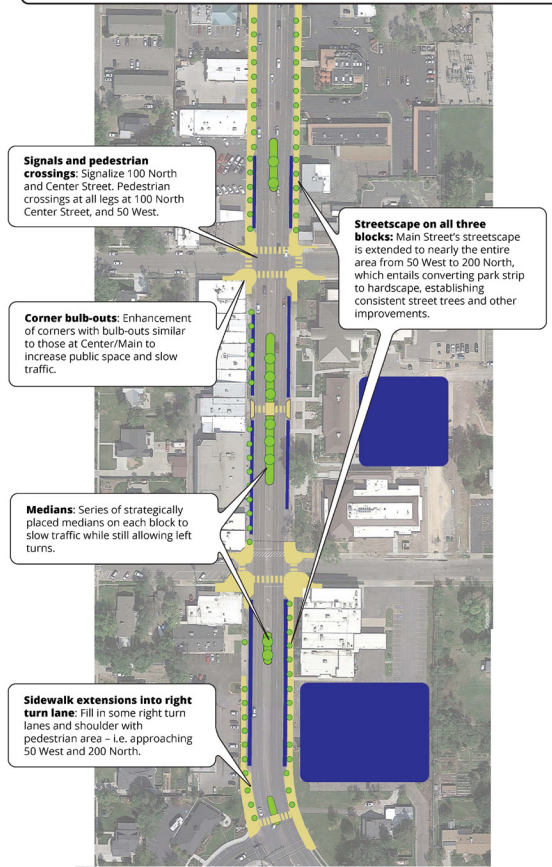 Signals and pedestrian
crossings: Signalize 100 North
and Center Street. Pedestrian
crossings at all legs at 100 North
Center Street, and 50 West.
Streetscape on all three
blocks: Main Street’s streetscape
is extended to nearly the entire
area from 50 West to 200 North,
which entails converting park strip
to hardscape, establishing
consistent street trees and other
improvements.
Corner bulb-outs: Enhancement
of corners with bulb-outs similar
to those at Center/Main to
increase public space and slow
traffic.
Medians: Series of strategically
placed medians on each block to
slow traffic while still allowing left
turns.
Sidewalk extensions into right
turn lane: Fill in some right turn
lanes and shoulder with
pedestrian area – i.e. approaching
50 West and 200 North.